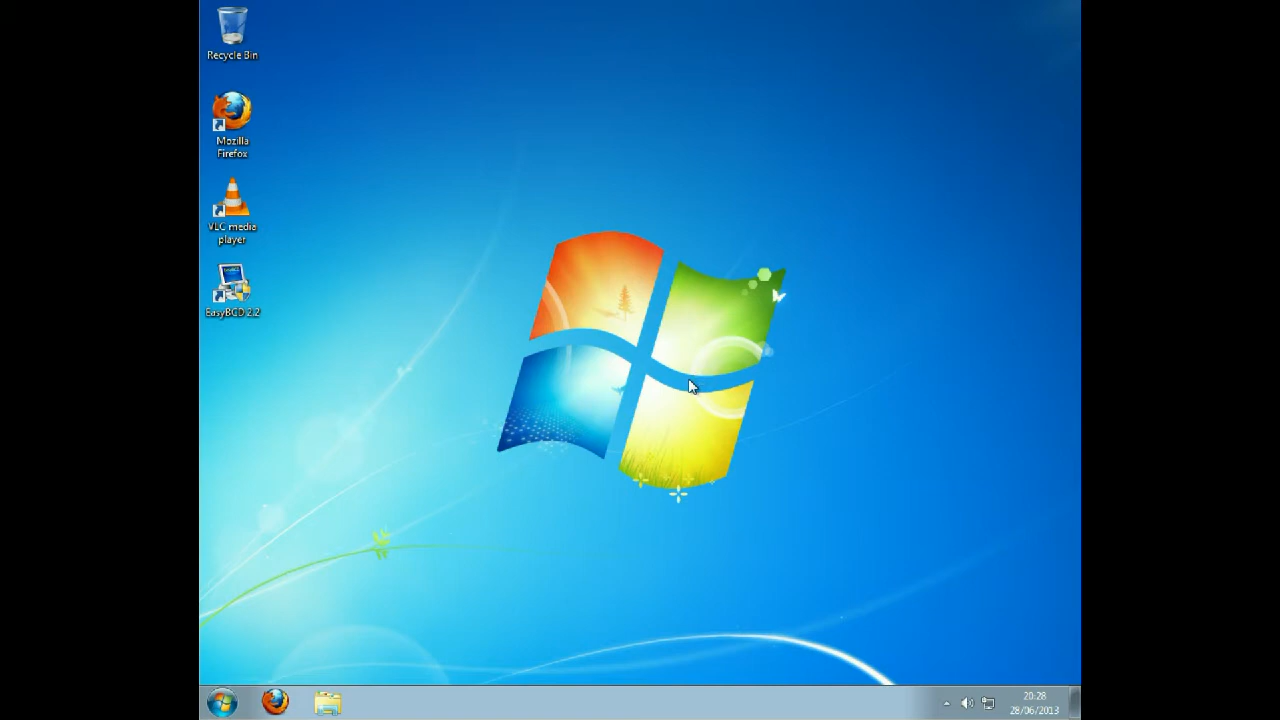 Recycle Bin
Mozilla
Firefox
VLC media
player
EasyBCD 2.2
20:28
28/06/2013